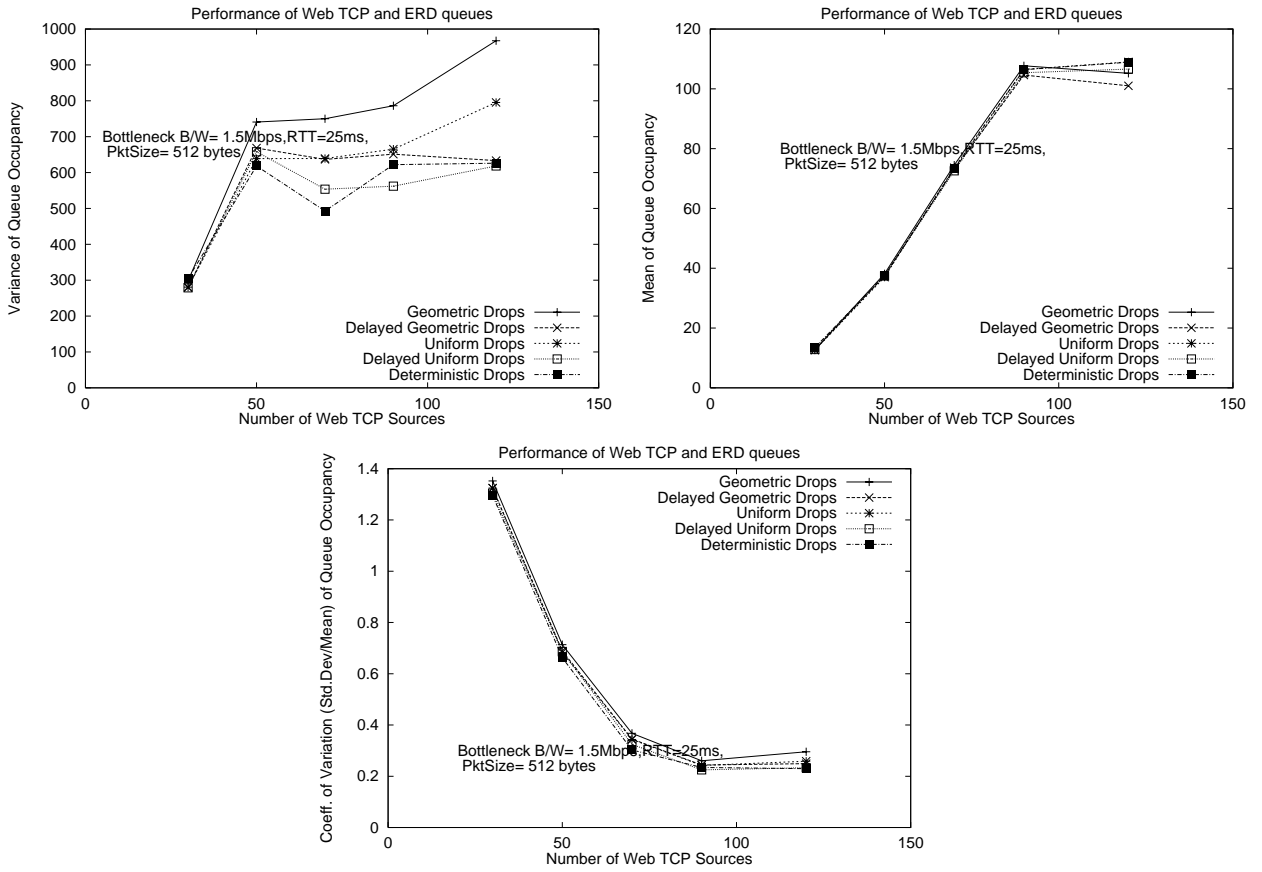 Performance of Web TCP and ERD queues
Variance of Queue Occupancy
1000
900
800
700
600
500
400
300
200
100
0
Bottleneck B/W= 1.5Mbps,RTT=25ms,
PktSize= 512 bytes
Geometric Drops
Delayed Geometric Drops
Uniform Drops
Delayed Uniform Drops
Deterministic Drops
0 50 100 150
Number of Web TCP Sources
Performance of Web TCP and ERD queues
Mean of Queue Occupancy
120
100
80
60
40
20
0
Bottleneck B/W= 1.5Mbps,RTT=25ms,
PktSize= 512 bytes
Geometric Drops
Delayed Geometric Drops
Uniform Drops
Delayed Uniform Drops
Deterministic Drops
0 50 100 150
Number of Web TCP Sources
Performance of Web TCP and ERD queues
Coeff. of Variation (Std.Dev/Mean) of Queue Occupancy
1.4
1.2
1
0.8
0.6
0.4
0.2
0
Geometric Drops
Delayed Geometric Drops
Uniform Drops
Delayed Uniform Drops
Deterministic Drops
Bottleneck B/W= 1.5Mbps,RTT=25ms,
PktSize= 512 bytes
0 50 100 150
Number of Web TCP Sources